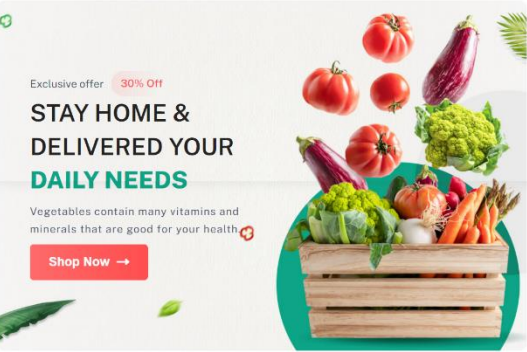 Exclusive offer 30% Off
STAY HOME &
DELIVERED YOUR
DAILY NEEDS
Vegetables contain many vitamins and
minerals that are good for your health.
Shop Now →